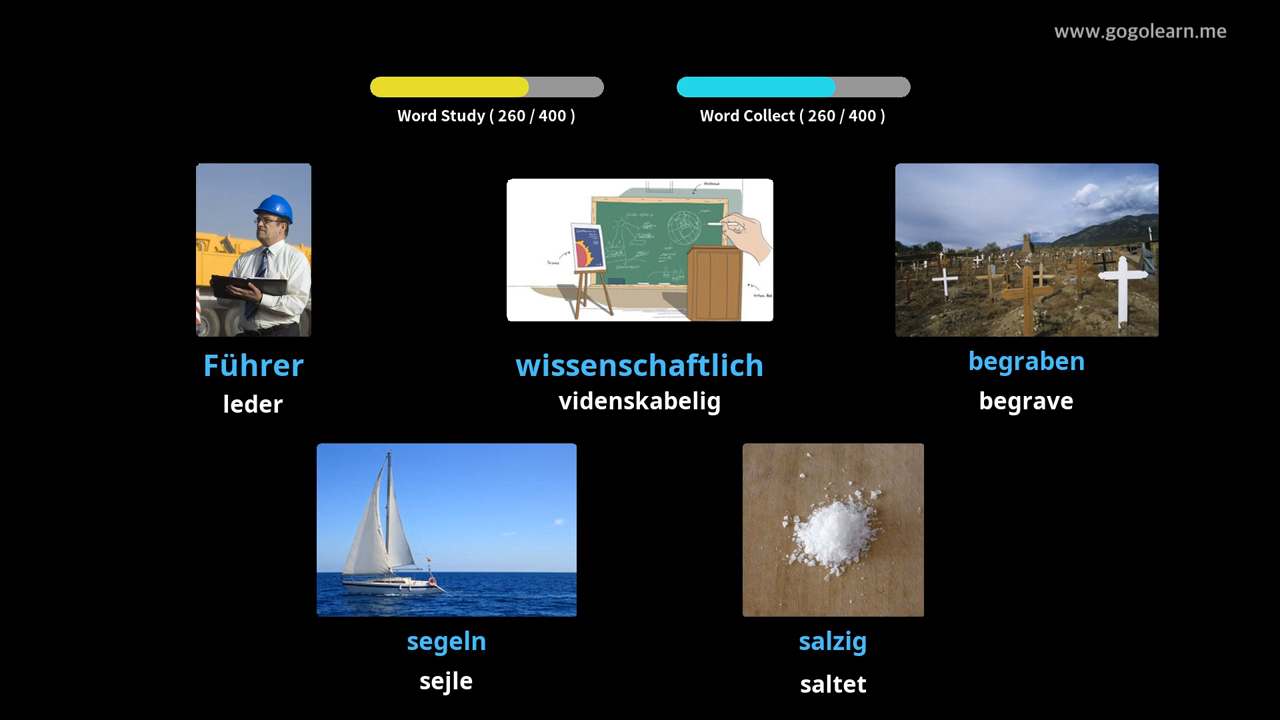 www.gogolearn.me
Word Study ( 260 / 400 )
Word Collect ( 260 / 400 )
Führer
leder
wissenschaftlich
videnskabelig
begraben
begrave
segeln
sejle
salzig
saltet